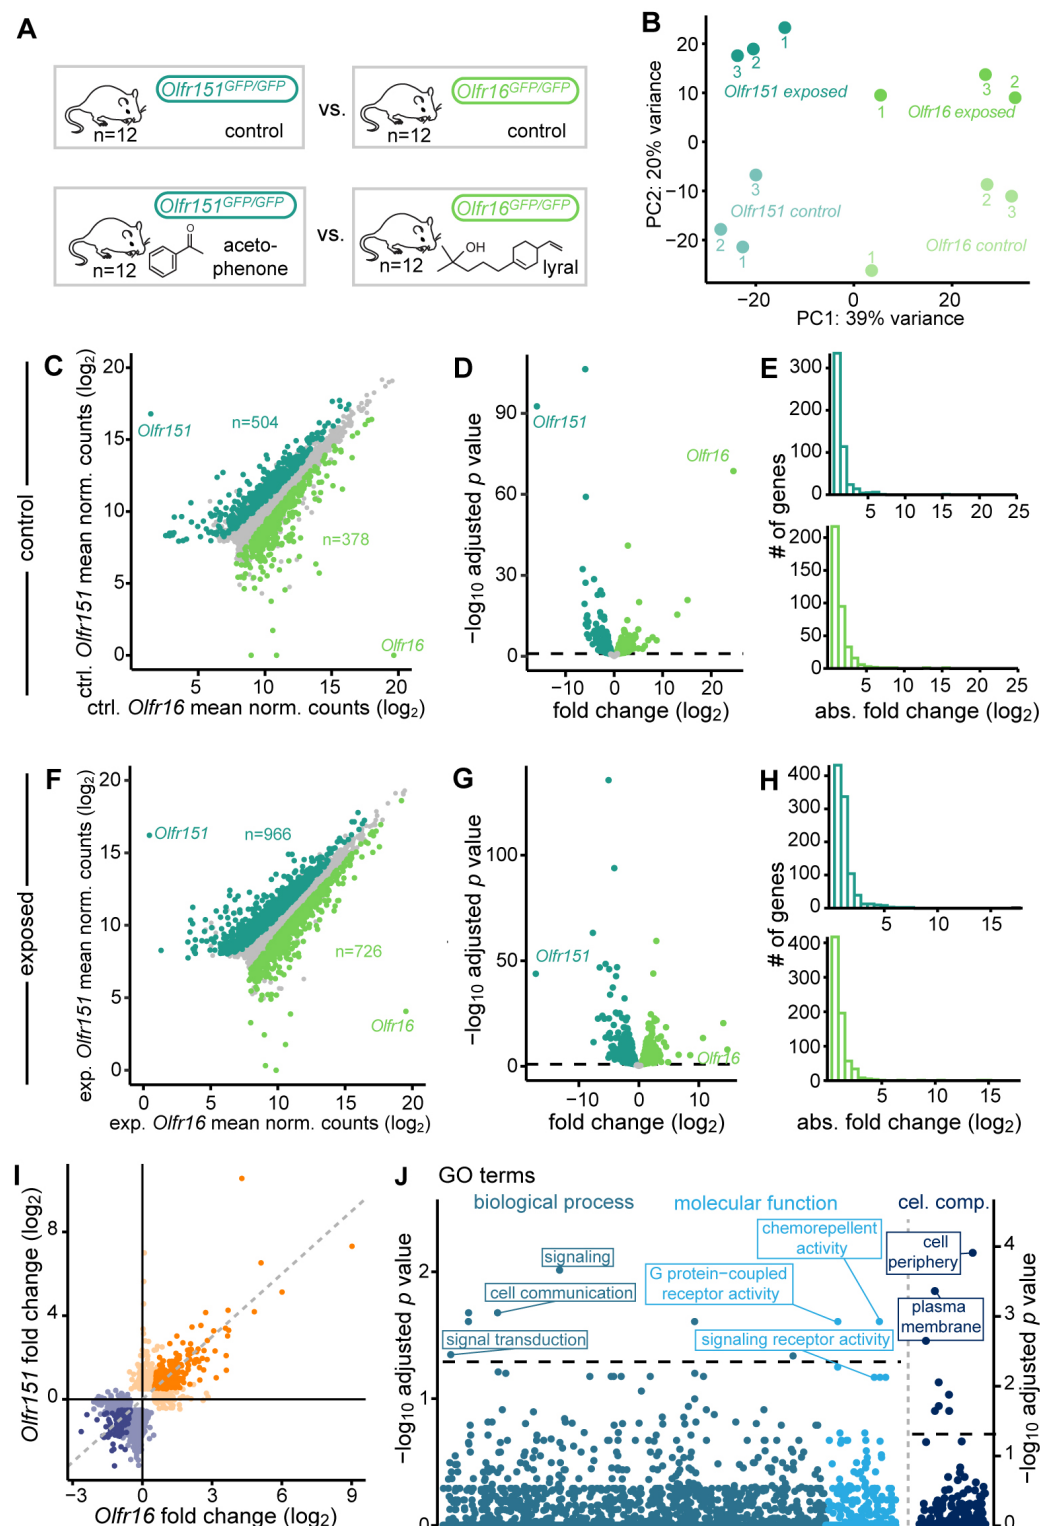 A
Olfr151GFP/GFP
n=12
control
vs.
Olfr16GFP/GFP
n=12
control
Olfr151GFP/GFP
n=12
O
aceto-
phenone
vs.
Olfr16GFP/GFP
n=12
OH
lyral
B
PC2: 20% variance
20
10
0
−10
−20
1
2
3
Olfr151 exposed
3
2
1
Olfr16 exposed
3
Olfr151 control
2
1
2
3
Olfr16 control
1
−20
0
20
PC1: 39% variance
control
C
ctrl. Olfr151 mean norm. counts (log2)
20
15
10
5
0
Olfr151
n=504
n=378
Olfr16
5
10
15
20
ctrl. Olfr16 mean norm. counts (log2)
D
−log10 adjusted p value
90
60
30
0
Olfr151
Olfr16
−10
0
10
20
fold change (log2)
E
# of genes
300
200
100
0
5
10
15
20
25
200
150
100
50
0
5
10
15
20
25
abs. fold change (log2)
exposed
F
exp. Olfr151 mean norm. counts (log2)
20
15
10
5
0
Olfr151
n=966
n=726
Olfr16
0
5
10
15
20
exp. Olfr16 mean norm. counts (log2)
G
−log10 adjusted p value
100
50
0
Olfr151
Olfr16
−10
0
10
fold change (log2)
H
# of genes
400
300
200
100
0
5
10
15
400
300
200
100
0
5
10
15
abs. fold change (log2)
I
Olfr151 fold change (log2)
8
4
0
−3
0
3
6
9
Olfr16 fold change (log2)
J
GO terms
biological process
molecular function
cel. comp.
−log10 adjusted p value
2
1
0
signaling
cell communication
signal transduction
chemorepellent
activity
G protein−coupled
receptor activity
signaling receptor activity
cell
periphery
plasma
membrane
4
3
2
1
0
−log10 adjusted p value